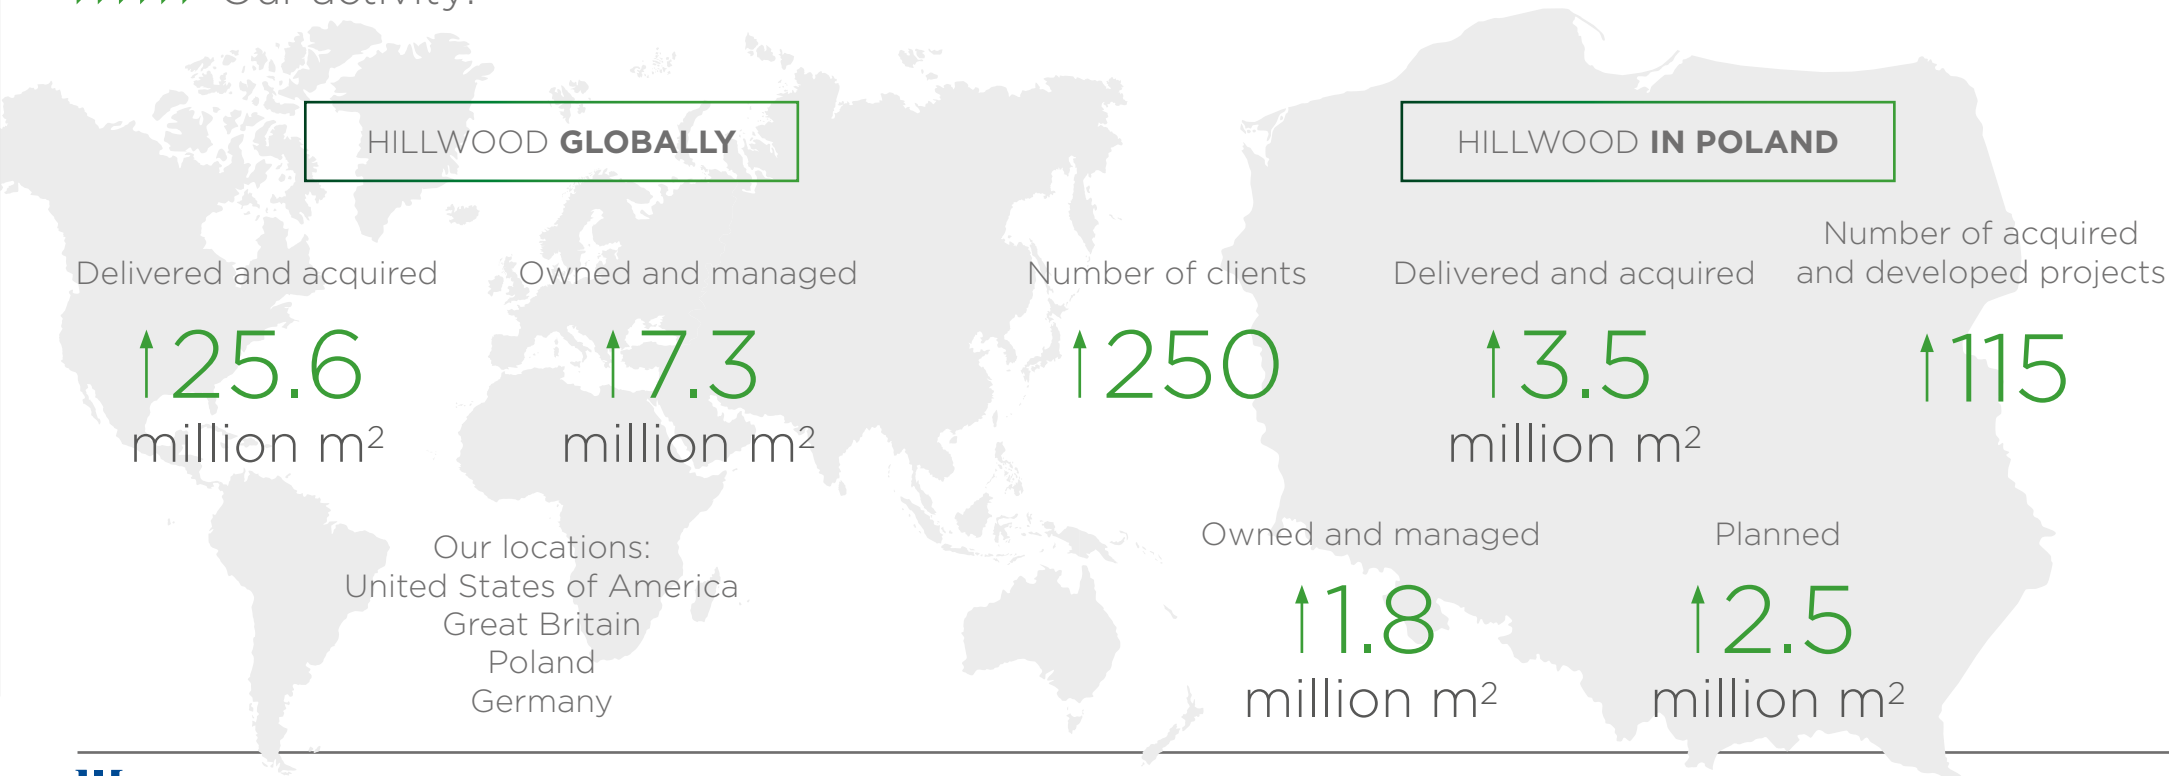 Our activity:
HILLWOOD GLOBALLY
Delivered and acquired
25.6
million m²
Owned and managed
7.3
million m²
Our locations:
United States of America
Great Britain
Poland
Germany
HILLWOOD IN POLAND
Number of clients
250
Delivered and acquired
3.5
million m²
Number of acquired
and developed projects
115
Owned and managed
1.8
million m²
Planned
2.5
million m²